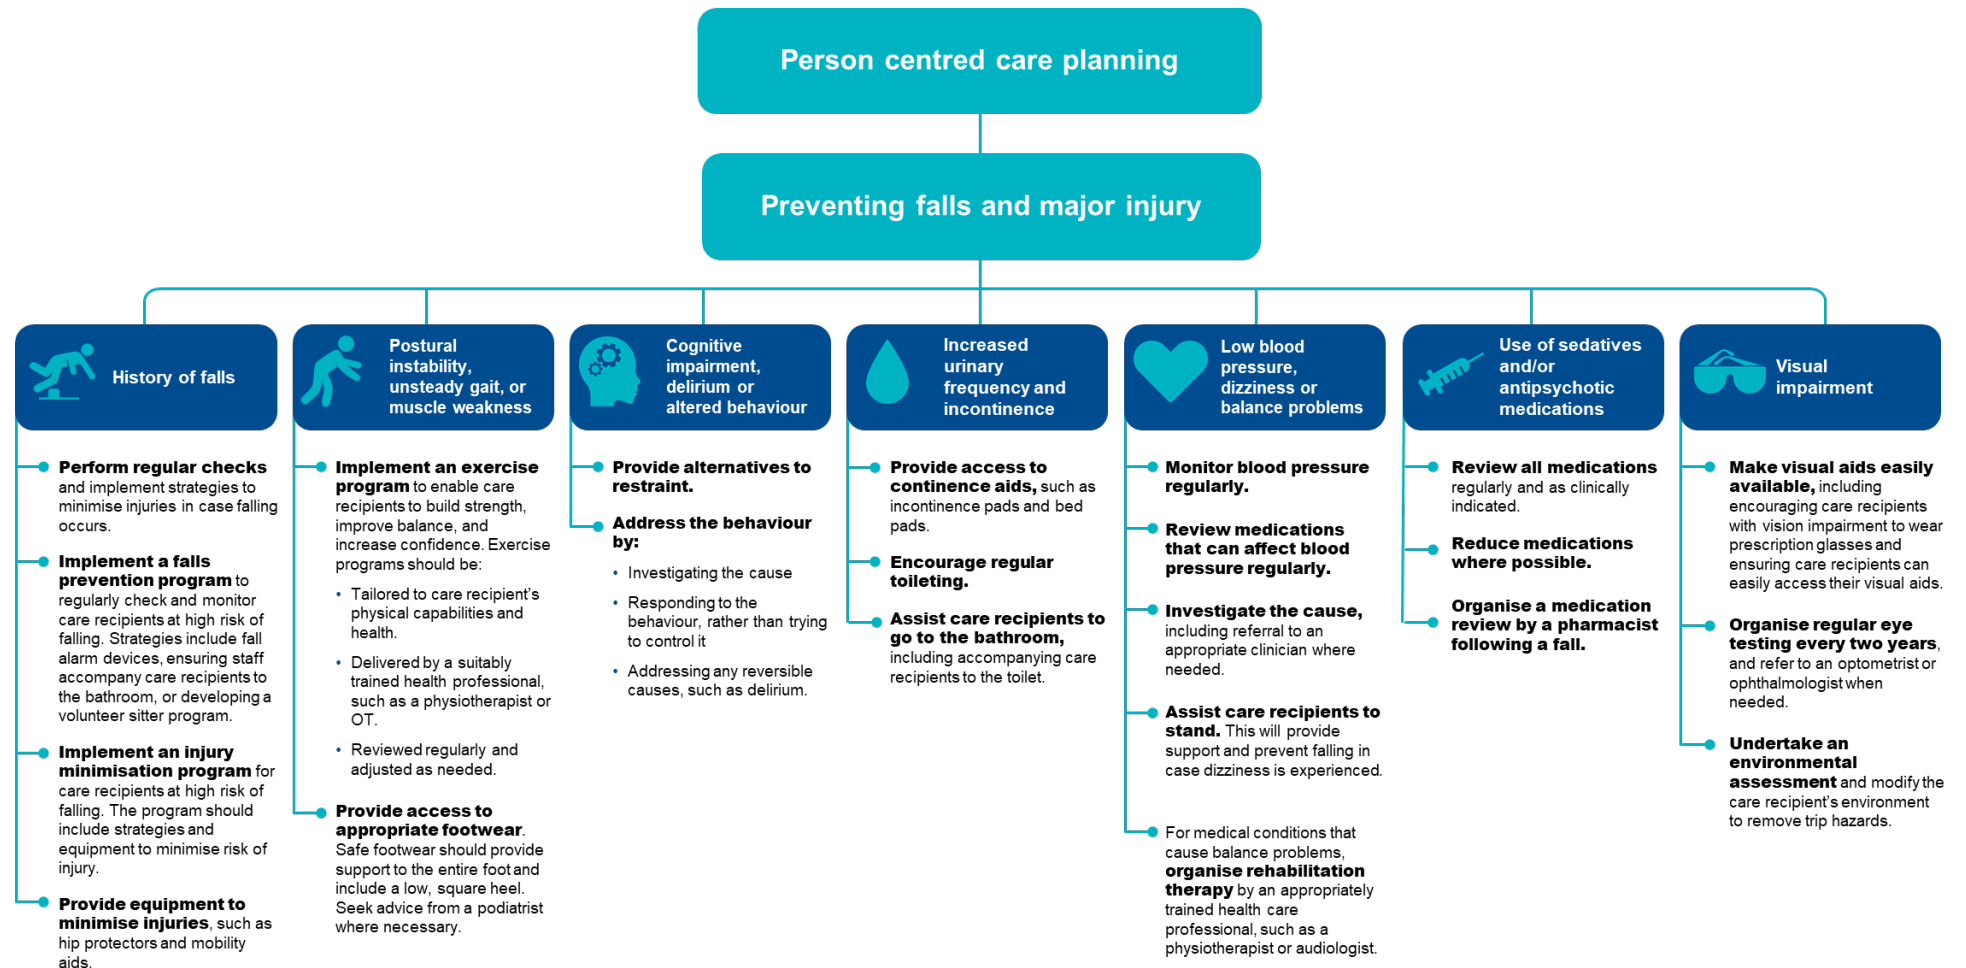 Person centred care planning
Preventing falls and major injury
History of falls
Perform regular checks
and implement strategies to
minimise injuries in case falling
occurs.
Implement a falls
prevention program to
regularly check and monitor
care recipients at high risk of
falling. Strategies include fall
alarm devices, ensuring staff
accompany care recipients to
the bathroom, or developing a
volunteer sitter program.
Implement an injury
minimisation program for
care recipients at high risk of
falling. The program should
include strategies and
equipment to minimise risk of
injury.
Provide equipment to
minimise injuries, such as
hip protectors and mobility
aids.
Postural
instability,
unsteady gait, or
muscle weakness
Implement an exercise
program to enable care
recipients to build strength,
improve balance, and
increase confidence. Exercise
programs should be:
• Tailored to care recipient's
physical capabilities and
health.
• Delivered by a suitably
trained health professional,
such as a physiotherapist or
OT.
• Reviewed regularly and
adjusted as needed.
Provide access to
appropriate footwear.
Safe footwear should provide
support to the entire foot and
include a low, square heel.
Seek advice from a podiatrist
where necessary.
Cognitive
impairment,
delirium or
altered behaviour
Provide alternatives to
restraint.
Address the behaviour
by:
• Investigating the cause
• Responding to the
behaviour, rather than trying
to control it
• Addressing any reversible
causes, such as delirium.
Increased
urinary
frequency and
incontinence
Provide access to
continence aids, such as
incontinence pads and bed
pads.
Encourage regular
toileting.
Assist care recipients to
go to the bathroom,
including accompanying care
recipients to the toilet.
Low blood
pressure,
dizziness or
balance problems
Monitor blood pressure
regularly.
Review medications
that can affect blood
pressure regularly.
Investigate the cause,
including referral to an
appropriate clinician where
needed.
Assist care recipients to
stand. This will provide
support and prevent falling in
case dizziness is experienced.
For medical conditions that
cause balance problems,
organise rehabilitation
therapy by an appropriately
trained health care
professional, such as a
physiotherapist or audiologist.
Use of sedatives
and/or
antipsychotic
medications
Review all medications
regularly and as clinically
indicated.
Reduce medications
where possible.
Organise a medication
review by a pharmacist
following a fall.
Visual
impairment
Make visual aids easily
available, including
encouraging care recipients
with vision impairment to wear
prescription glasses and
ensuring care recipients can
easily access their visual aids.
Organise regular eye
testing every two years,
and refer to an optometrist or
ophthalmologist when
needed.
Undertake an
environmental
assessment and modify the
care recipient's environment
to remove trip hazards.